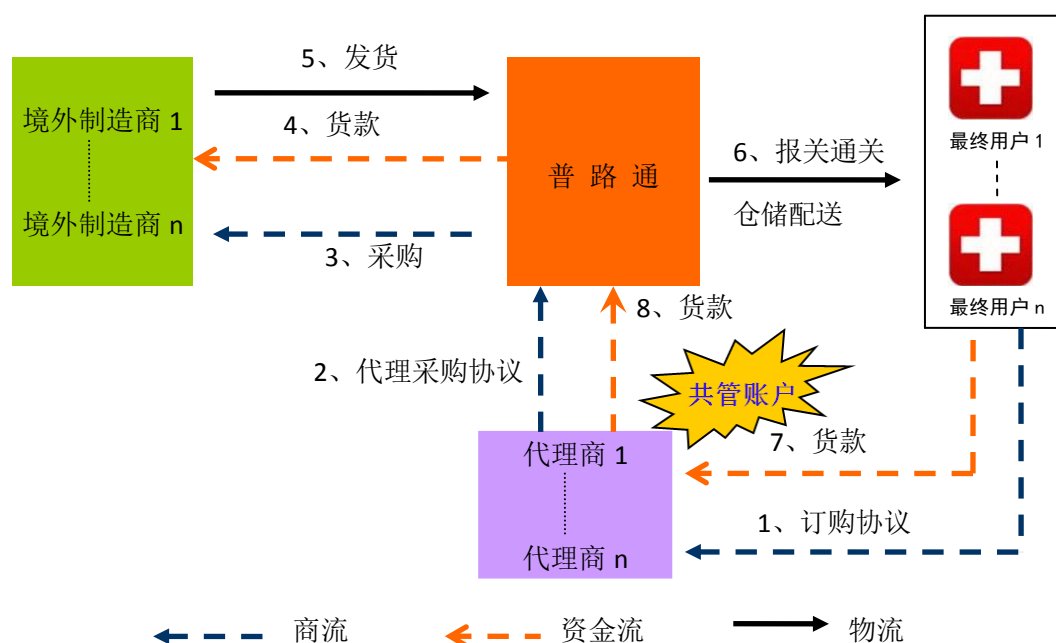 5、发货
境外制造商 1
4、货款
普 路 通
6、报关通关
最终用户 1
境外制造商 n
仓储配送
3、采购
最终用户 n
8、货款
2、代理采购协议
共管账户
7、货款
代理商 1
1、订购协议
代理商 n
商流
资金流
物流